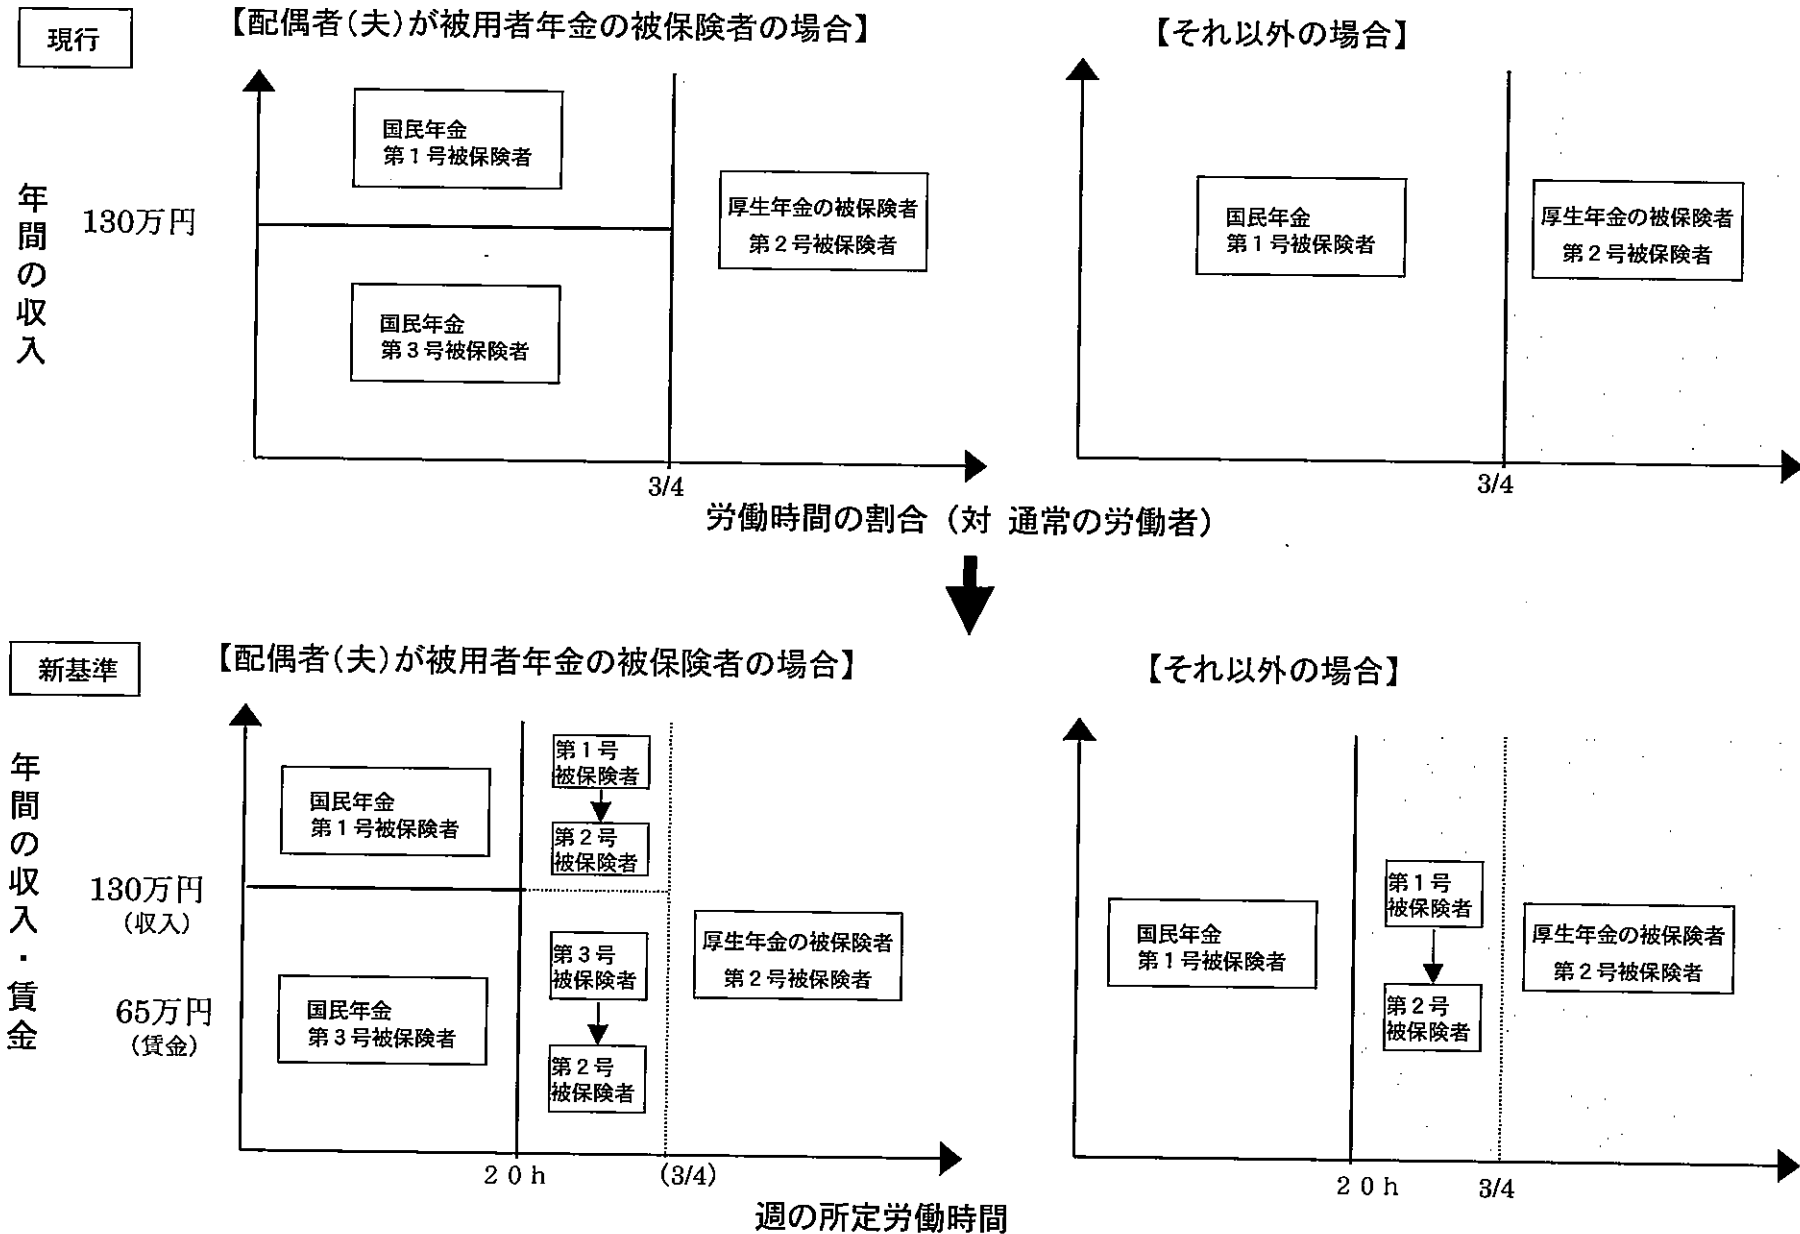 現行
【配偶者(夫)が被用者年金の被保険者の場合】
【それ以外の場合】
年間の収入
130万円
国民年金
第1号被保険者
国民年金
第3号被保険者
厚生年金の被保険者
第2号被保険者
3/4
国民年金
第1号被保険者
厚生年金の被保険者
第2号被保険者
3/4
労働時間の割合(対 通常の労働者)
新基準
【配偶者(夫)が被用者年金の被保険者の場合】
【それ以外の場合】
年間の収入・賃金
130万円
(収入)
65万円
(賃金)
国民年金
第1号被保険者
国民年金
第3号被保険者
第1号
被保険者
第2号
被保険者
第3号
被保険者
第2号
被保険者
厚生年金の被保険者
第2号被保険者
20h
(3/4)
国民年金
第1号被保険者
第1号
被保険者
第2号
被保険者
厚生年金の被保険者
第2号被保険者
20h
3/4
週の所定労働時間